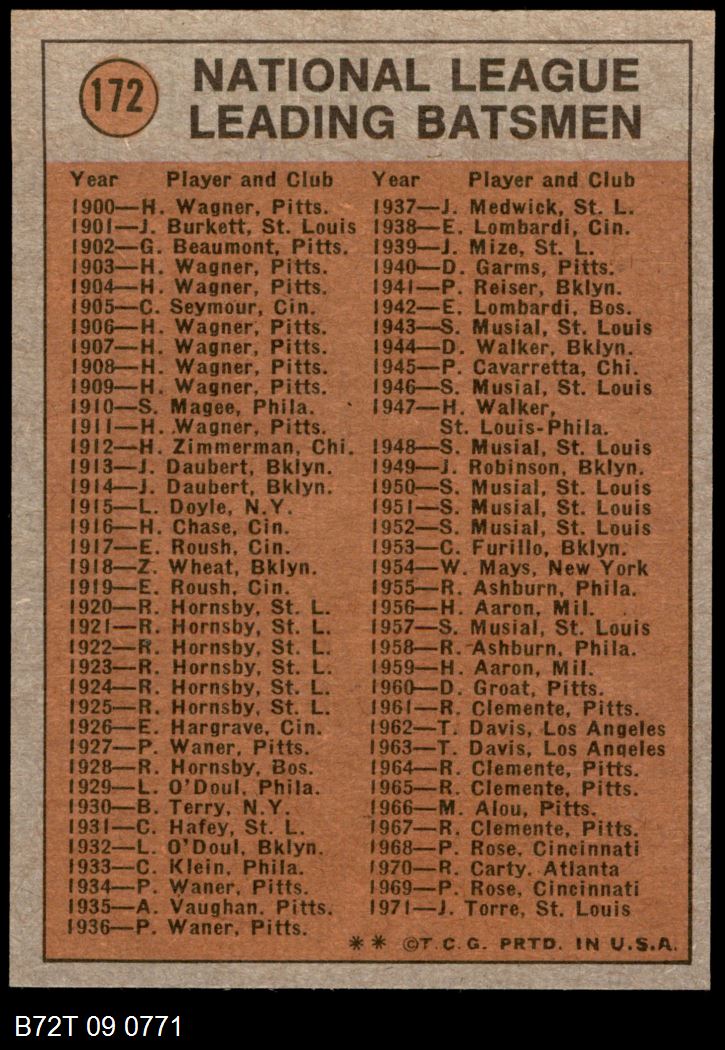 172
NATIONAL LEAGUE
LEADING BATSMEN
Year Player and Club
1900—H. Wagner, Pitts.
1901—J. Burkett, St. Louis
1902—G. Beaumont, Pitts.
1903—H. Wagner, Pitts.
1904—H. Wagner, Pitts.
1905—C. Seymour, Cin.
1906—H. Wagner, Pitts.
1907—H. Wagner, Pitts.
1908—H. Wagner, Pitts.
1909—H. Wagner, Pitts.
1910—S. Magee, Phila.
1911—H. Wagner, Pitts.
1912—H. Zimmerman, Chi.
1913—J. Daubert, Bklyn.
1914—J. Daubert, Bklyn.
1915—L. Doyle, N.Y.
1916—H. Chase, Cin.
1917—E. Roush, Cin.
1918—Z. Wheat, Bklyn.
1919—E. Roush, Cin.
1920—R. Hornsby, St. L.
1921—R. Hornsby, St. L.
1922—R. Hornsby, St. L.
1923—R. Hornsby, St. L.
1924—R. Hornsby, St. L.
1925—R. Hornsby, St. L.
1926—E. Hargrave, Cin.
1927—P. Waner, Pitts.
1928—R. Hornsby, Bos.
1929—L. O'Doul, Phila.
1930—B. Terry, N.Y.
1931—C. Hafey, St. L.
1932—L. O'Doul, Bklyn.
1933—C. Klein, Phila.
1934—P. Waner, Pitts.
1935—A. Vaughan, Pitts.
1936—P. Waner, Pitts.
Year Player and Club
1937—J. Medwick, St. L.
1938—E. Lombardi, Cin.
1939—J. Mize, St. L.
1940—D. Garms, Pitts.
1941—P. Reiser, Bklyn.
1942—E. Lombardi, Bos.
1943—S. Musial, St. Louis
1944—D. Walker, Bklyn.
1945—P. Cavarretta, Chi.
1946—S. Musial, St. Louis
1947—H. Walker,
St. Louis-Phila.
1948—S. Musial, St. Louis
1949—J. Robinson, Bklyn.
1950—S. Musial, St. Louis
1951—S. Musial, St. Louis
1952—S. Musial, St. Louis
1953—C. Furillo, Bklyn.
1954—W. Mays, New York
1955—R. Ashburn, Phila.
1956—H. Aaron, Mil.
1957—S. Musial, St. Louis
1958—R. Ashburn, Phila.
1959—H. Aaron, Mil.
1960—D. Groat, Pitts.
1961—R. Clemente, Pitts.
1962—T. Davis, Los Angeles
1963—T. Davis, Los Angeles
1964—R. Clemente, Pitts.
1965—R. Clemente, Pitts.
1966—M. Alou, Pitts.
1967—R. Clemente, Pitts.
1968—P. Rose, Cincinnati
1970—R. Carty, Atlanta
1969—P. Rose, Cincinnati
1971—J. Torre, St. Louis
** ©T.C.G. PRTD. IN U.S.A.
B72T 09 0771